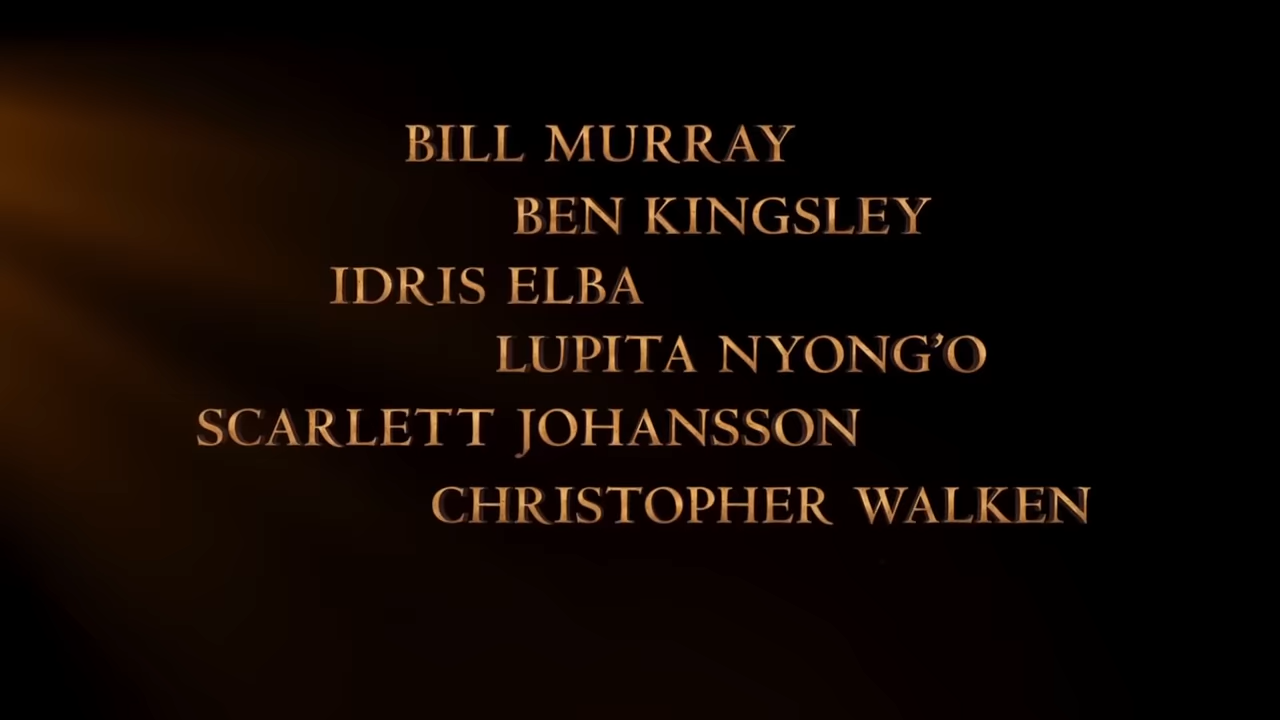 BILL MURRAY
BEN KINGSLEY
IDRIS ELBA
LUPITA NYONG’O
SCARLETT JOHANSSON
CHRISTOPHER WALKEN